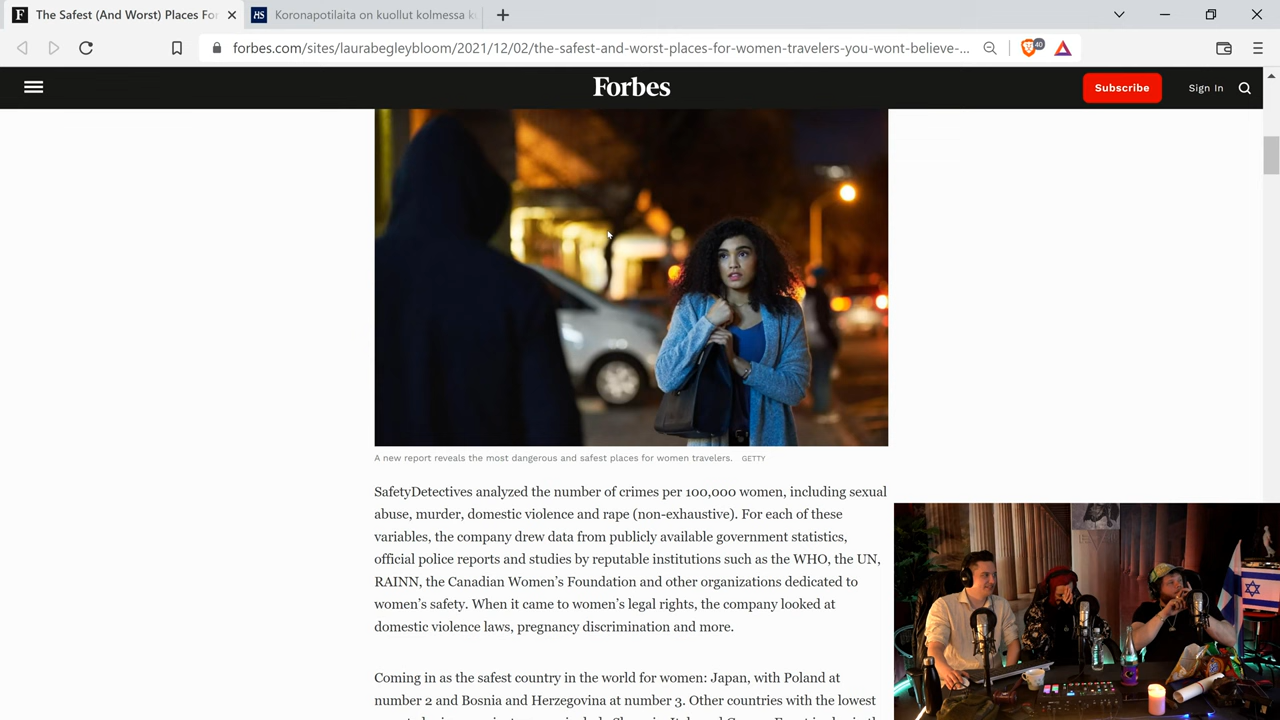 The Safest (And Worst) Places For
HS Koronapotilaita on kuollut kolmessa
forbes.com/sites/laurabegleybloom/2021/12/02/the-safest-and-worst-places-for-women-travelers-you-wont-believe-...
40
Forbes
Subscribe
Sign In
A new report reveals the most dangerous and safest places for women travelers. GETTY
SafetyDetectives analyzed the number of crimes per 100,000 women, including sexual
abuse, murder, domestic violence and rape (non-exhaustive). For each of these
variables, the company drew data from publicly available government statistics,
official police reports and studies by reputable institutions such as the WHO, the UN,
RAINN, the Canadian Women’s Foundation and other organizations dedicated to
women’s safety. When it came to women’s legal rights, the company looked at
domestic violence laws, pregnancy discrimination and more.
Coming in as the safest country in the world for women: Japan, with Poland at
number 2 and Bosnia and Herzegovina at number 3. Other countries with the lowest